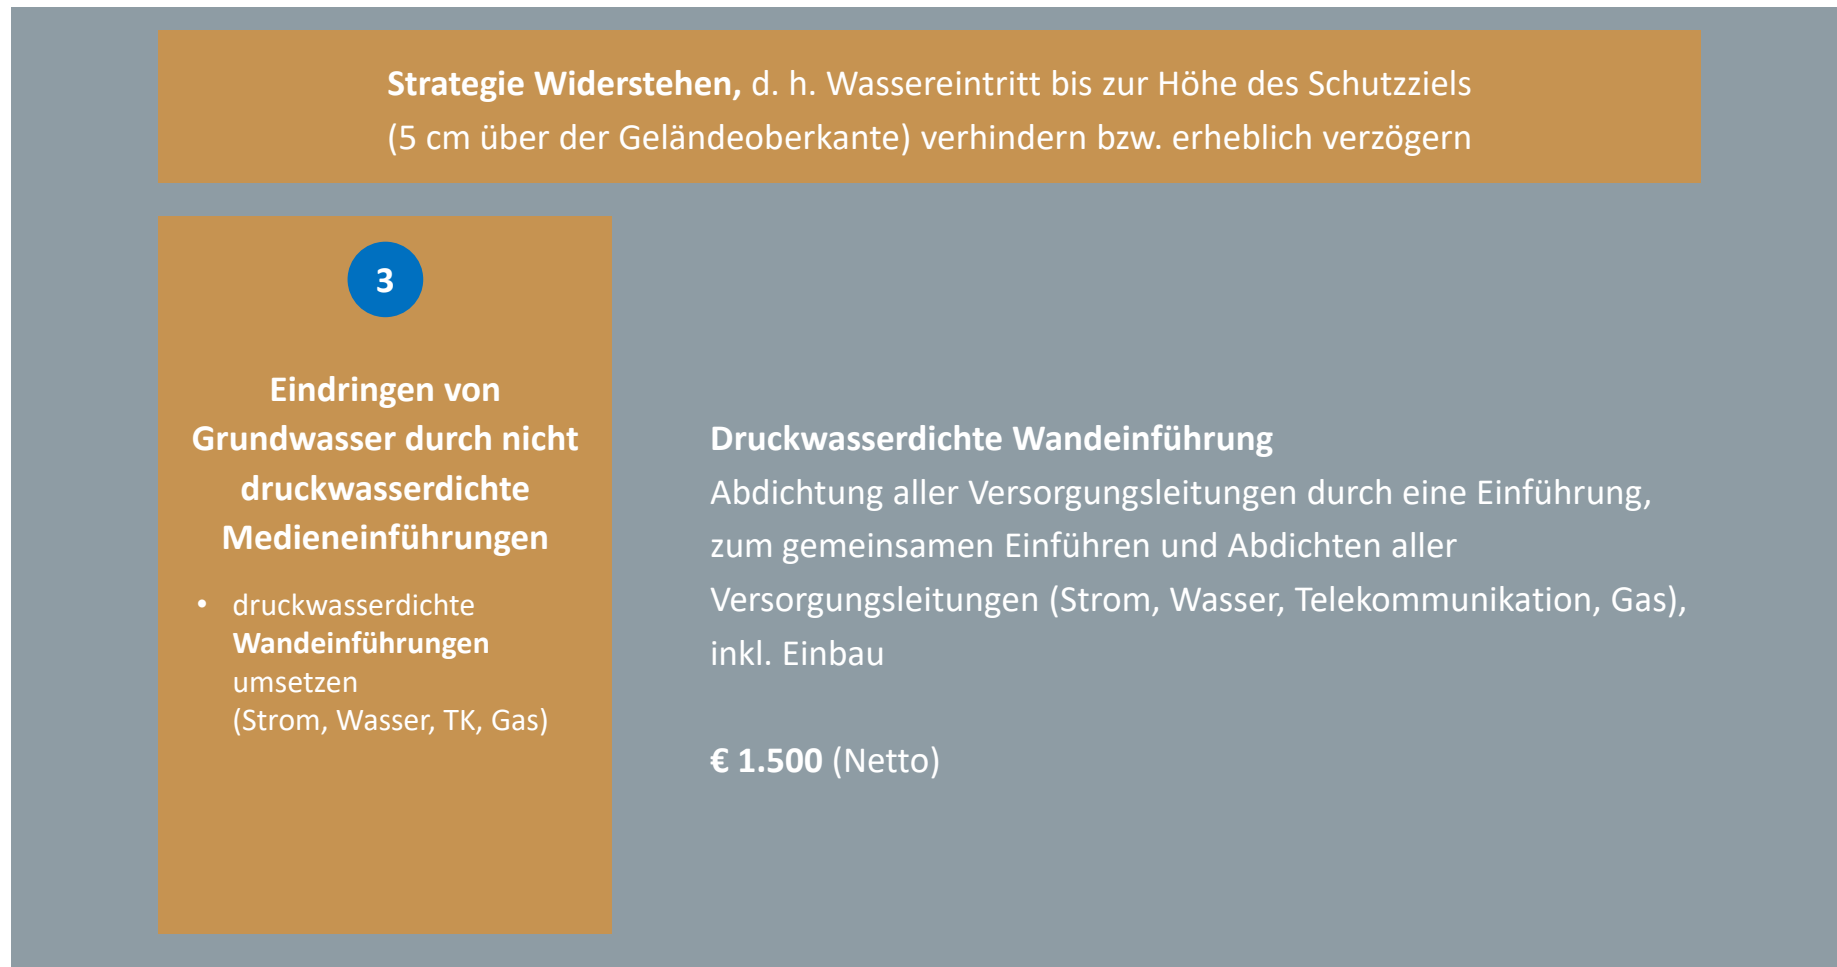 Strategie Widerstehen, d. h. Wassereintritt bis zur Höhe des Schutzziels
(5 cm über der Geländeoberkante) verhindern bzw. erheblich verzögern
3
Eindringen von
Grundwasser durch nicht
druckwasserdichte
Medieneinführungen
• druckwasserdichte
Wandeinführungen
umsetzen
(Strom, Wasser, TK, Gas)
Druckwasserdichte Wandeinführung
Abdichtung aller Versorgungsleitungen durch eine Einführung,
zum gemeinsamen Einführen und Abdichten aller
Versorgungsleitungen (Strom, Wasser, Telekommunikation, Gas),
inkl. Einbau
€ 1.500 (Netto)